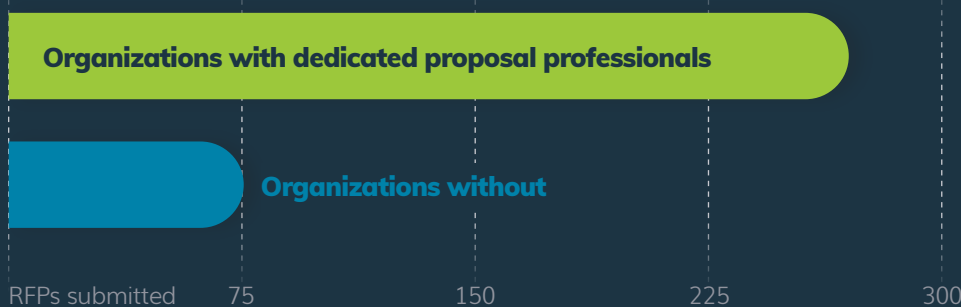 Organizations with dedicated proposal professionals
Organizations without
RFPs submitted 75 150 225 300